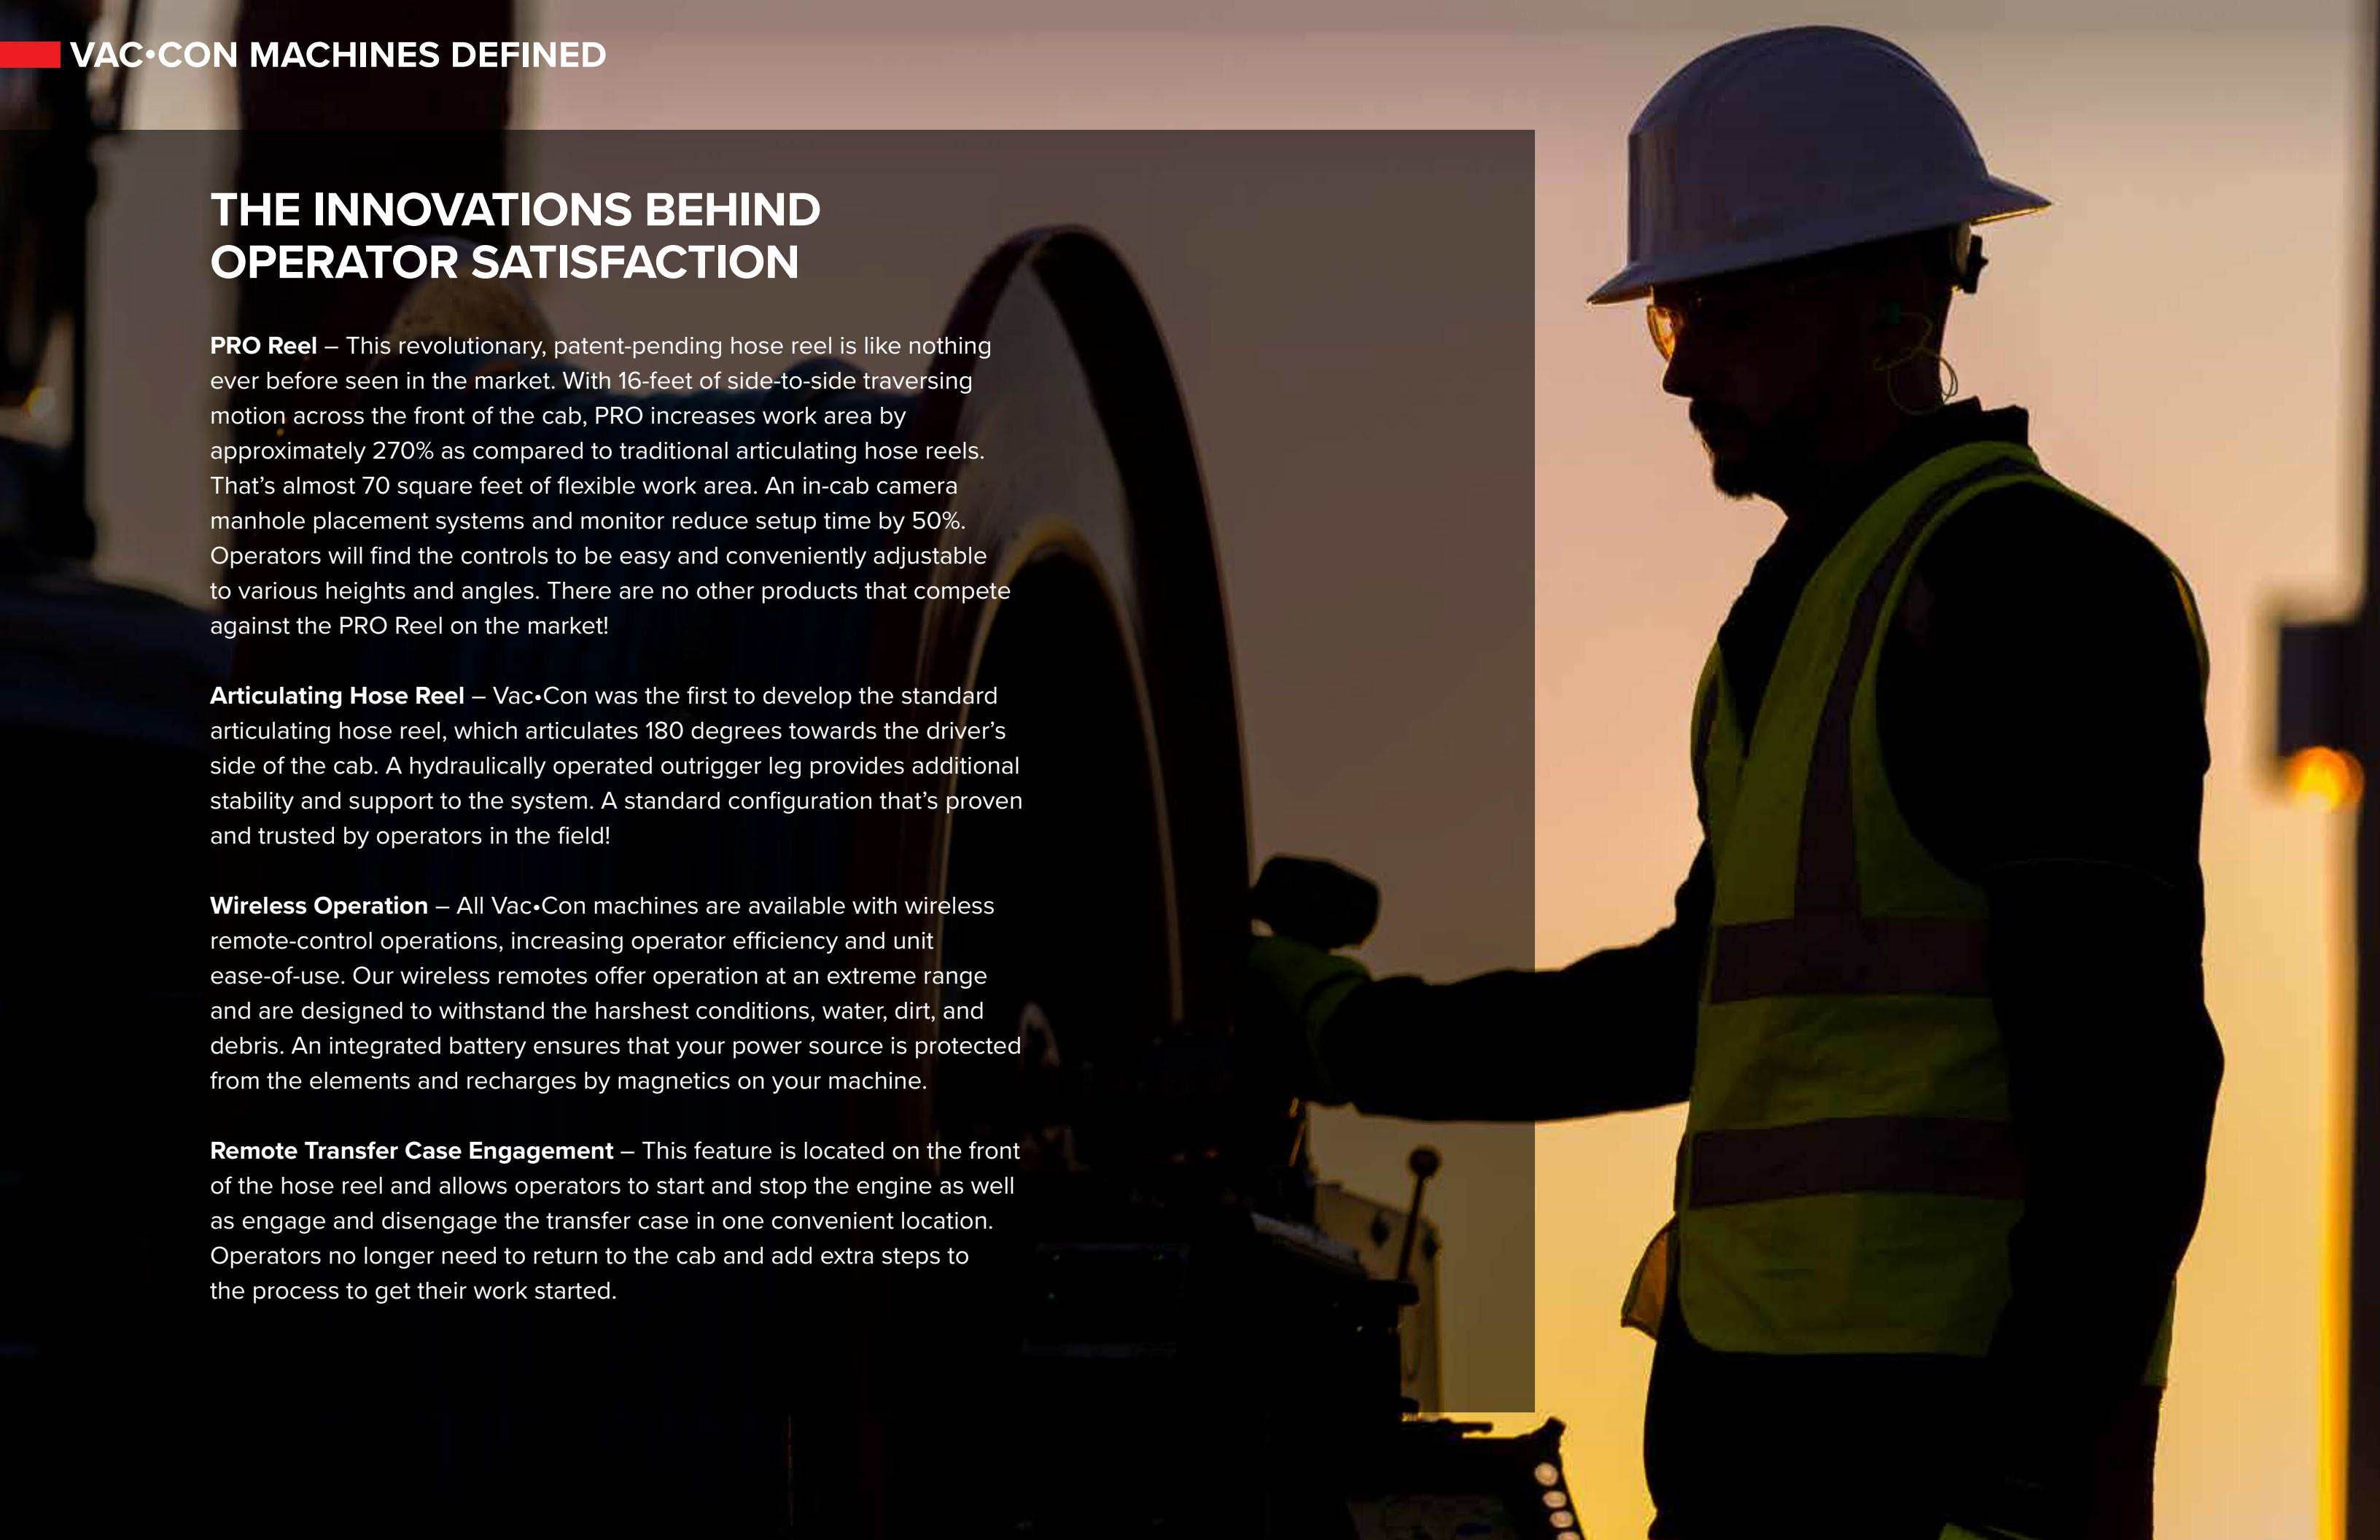 VAC•CON MACHINES DEFINED
THE INNOVATIONS BEHIND
OPERATOR SATISFACTION
PRO Reel – This revolutionary, patent-pending hose reel is like nothing
ever before seen in the market. With 16-feet of side-to-side traversing
motion across the front of the cab, PRO increases work area by
approximately 270% as compared to traditional articulating hose reels.
That’s almost 70 square feet of flexible work area. An in-cab camera
manhole placement systems and monitor reduce setup time by 50%.
Operators will find the controls to be easy and conveniently adjustable
to various heights and angles. There are no other products that compete
against the PRO Reel on the market!
Articulating Hose Reel – Vac•Con was the first to develop the standard
articulating hose reel, which articulates 180 degrees towards the driver’s
side of the cab. A hydraulically operated outrigger leg provides additional
stability and support to the system. A standard configuration that’s proven
and trusted by operators in the field!
Wireless Operation – All Vac•Con machines are available with wireless
remote-control operations, increasing operator efficiency and unit
ease-of-use. Our wireless remotes offer operation at an extreme range
and are designed to withstand the harshest conditions, water, dirt, and
debris. An integrated battery ensures that your power source is protected
from the elements and recharges by magnetics on your machine.
Remote Transfer Case Engagement – This feature is located on the front
of the hose reel and allows operators to start and stop the engine as well
as engage and disengage the transfer case in one convenient location.
Operators no longer need to return to the cab and add extra steps to
the process to get their work started.